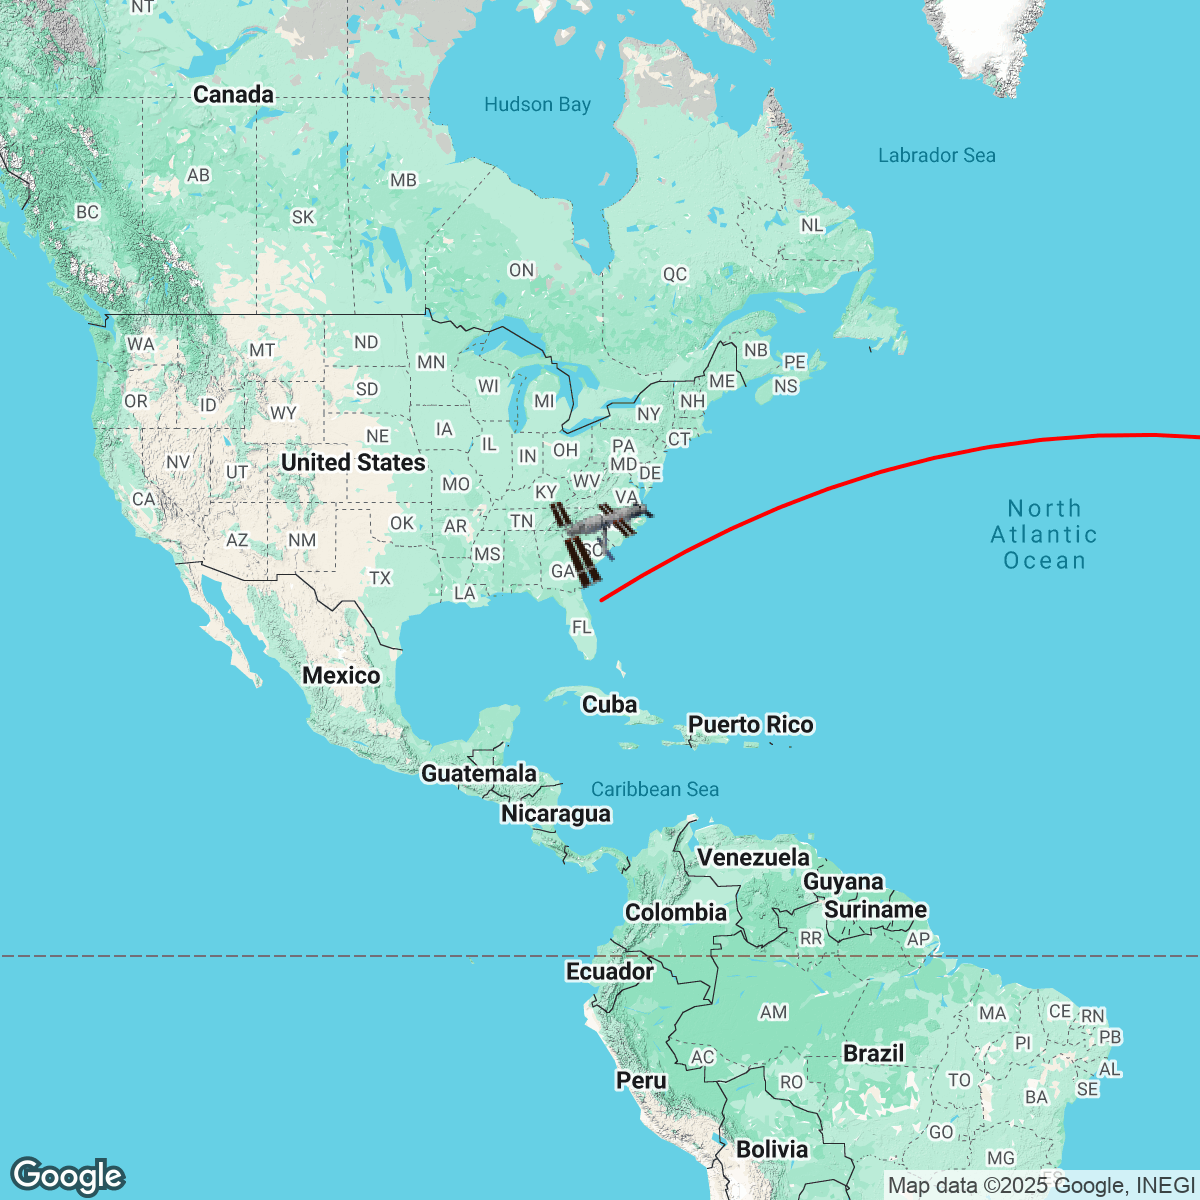 NT
Canada
Hudson Bay
Labrador Sea
AB
MB
BC
SK
NL
ON
QC
WA
MT
ND
MN
NB
PE
OR
ID
WY
SD
WI
MI
ME
NS
NH
NY
CT
NE
IA
IL
IN
OH
PA
MD
DE
NV
UT
United States
MO
KY
WV
VA
CA
AZ
NM
OK
AR
TN
SC
North
Atlantic
Ocean
TX
MS
LA
GA
FL
Mexico
Cuba
Puerto Rico
Guatemala
Caribbean Sea
Nicaragua
Venezuela
Guyana
Suriname
Colombia
RR
AP
Ecuador
AM
MA
CE
RN
PI
PB
AC
Brazil
AL
Peru
RO
TO
SE
BA
GO
Bolivia
MG
ES
Google
Map data ©2025 Google, INEGI